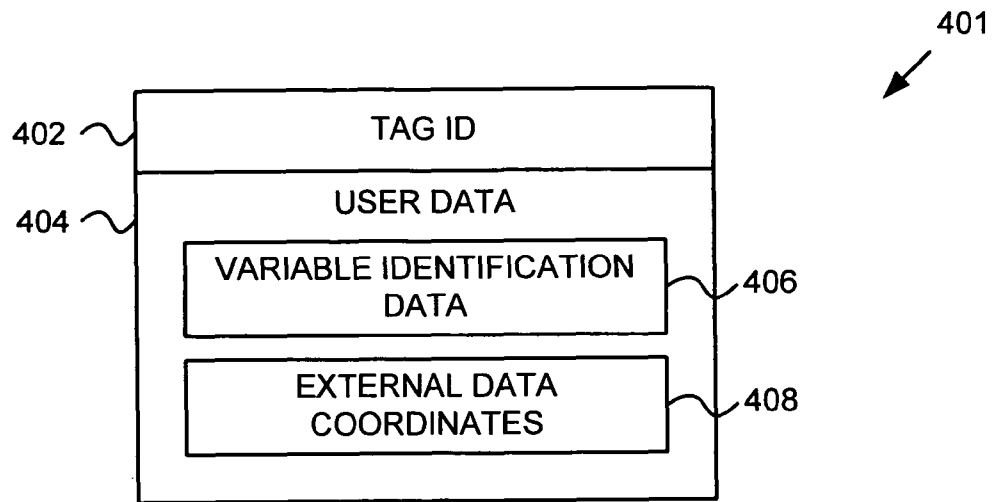 401
402
TAG ID
404
USER DATA
VARIABLE IDENTIFICATION
DATA
406
EXTERNAL DATA
COORDINATES
408